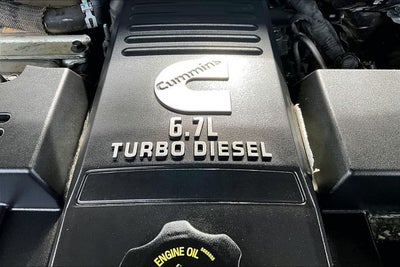 Cummins
6.7L
TURBO DIESEL
ENGINE OIL